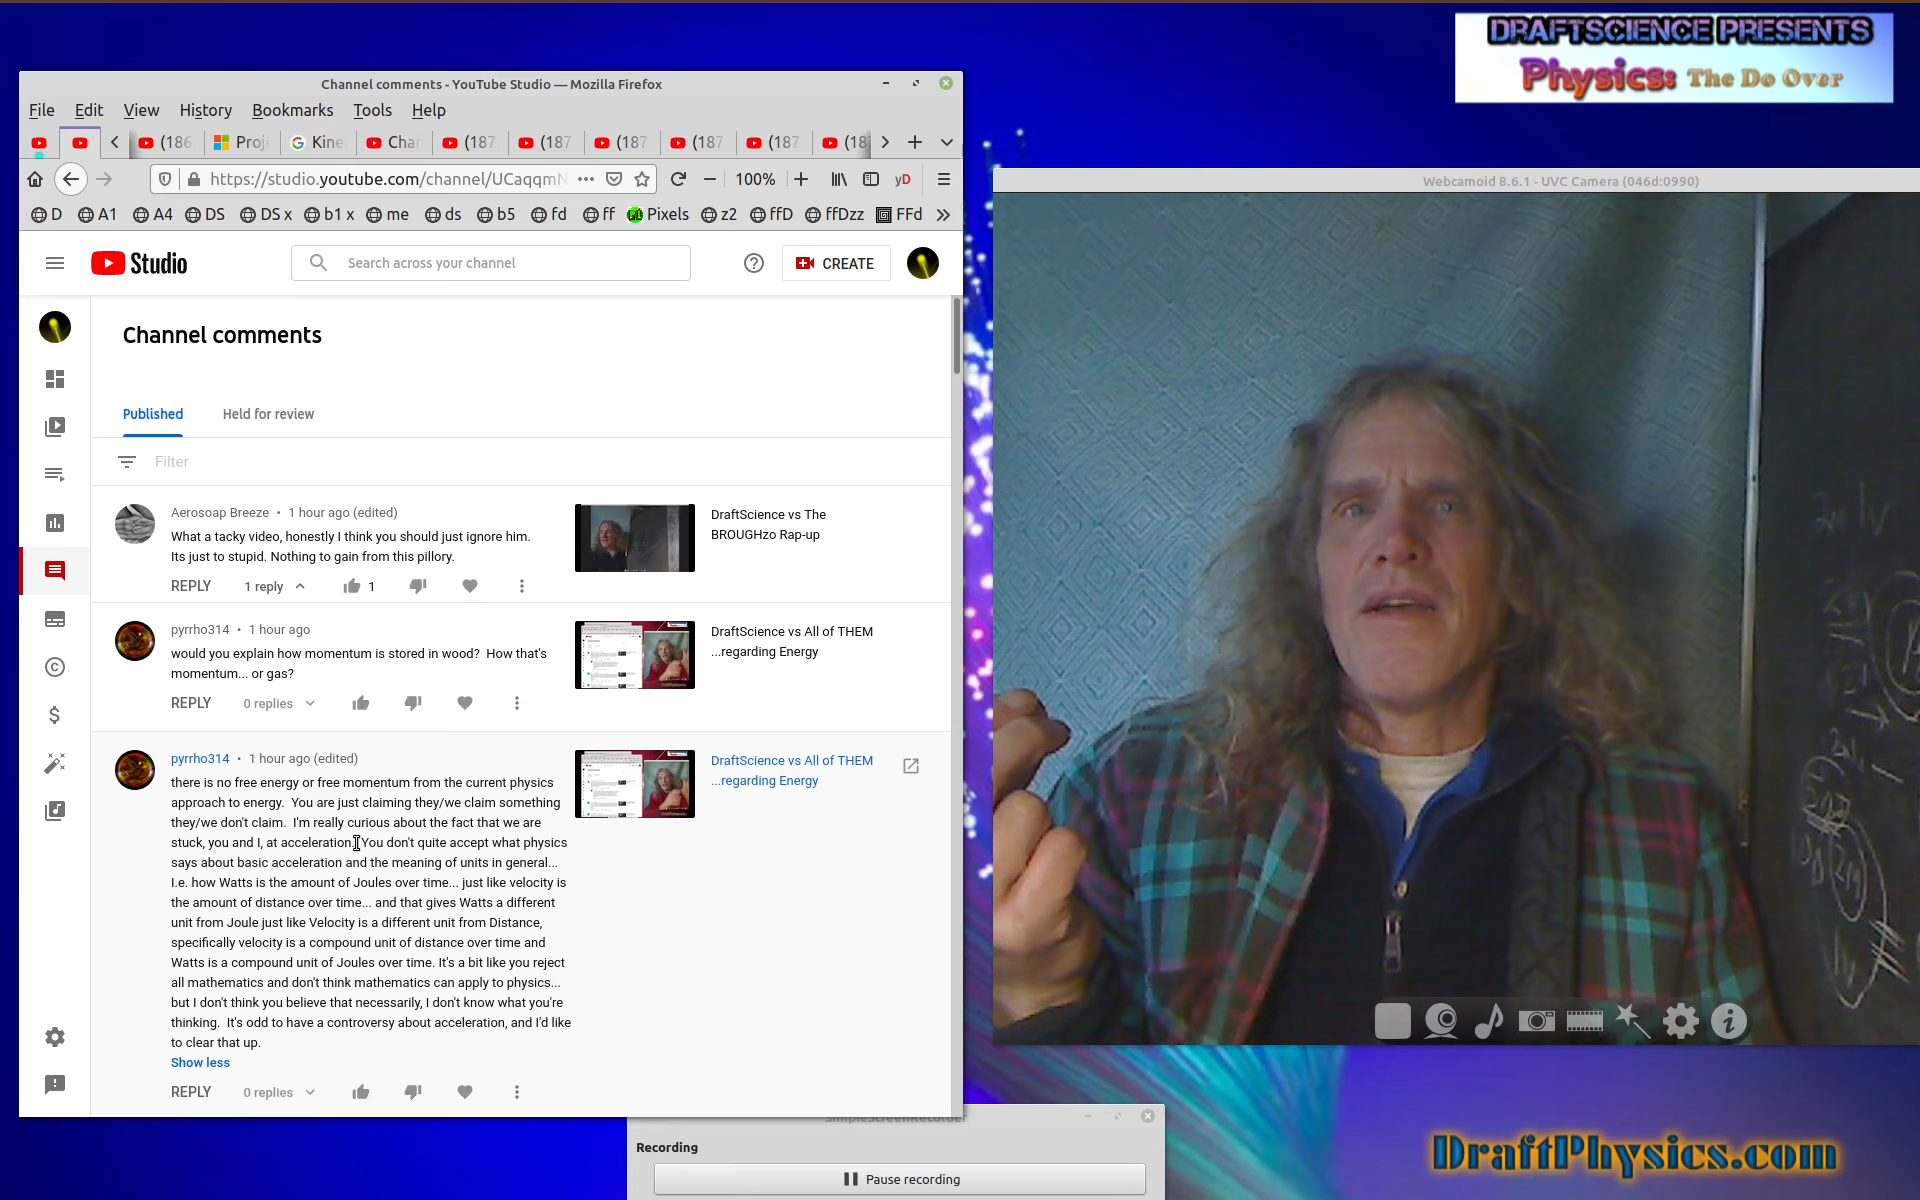 DRAFTSCIENCE PRESENTS
Physics: The Do Over
Channel comments - YouTube Studio — Mozilla Firefox
File Edit View History Bookmarks Tools Help
(186 Proj Kine Char (187 (187 (187 (187 (187 (18
https://studio.youtube.com/channel/UCaqqmN 100% yD
D A1 A4 DS DS x b1 x me ds b5 fd ff Pixels z2 ffD ffDzz FFd
Webcamoid 8.6.1 - UVC Camera (046d:0990)
Studio
Search across your channel
CREATE
Channel comments
Published Held for review
Filter
Aerosoap Breeze • 1 hour ago (edited)
What a tacky video, honestly I think you should just ignore him.
Its just to stupid. Nothing to gain from this pillory.
REPLY 1 reply 1
DraftScience vs The
BROUGHzo Rap-up
pyrrho314 • 1 hour ago
would you explain how momentum is stored in wood? How that's
momentum... or gas?
REPLY 0 replies
DraftScience vs All of THEM
...regarding Energy
pyrrho314 • 1 hour ago (edited)
there is no free energy or free momentum from the current physics
approach to energy. You are just claiming they/we claim something
they/we don't claim. I'm really curious about the fact that we are
stuck, you and I, at acceleration. You don't quite accept what physics
says about basic acceleration and the meaning of units in general...
I.e. how Watts is the amount of Joules over time... just like velocity is
the amount of distance over time... and that gives Watts a different
unit from Joule just like Velocity is a different unit from Distance,
specifically velocity is a compound unit of distance over time and
Watts is a compound unit of Joules over time. It's a bit like you reject
all mathematics and don't think mathematics can apply to physics...
but I don't think you believe that necessarily, I don't know what you're
thinking. It's odd to have a controversy about acceleration, and I'd like
to clear that up.
Show less
REPLY 0 replies
DraftScience vs All of THEM
...regarding Energy
SimpleScreenRecorder
Recording
Pause recording
DraftPhysics.com